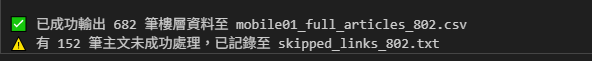 ✅ 已成功輸出 682 筆樓層資料至 mobile01_full_articles_802.csv
⚠️ 有 152 筆主文未成功處理，已記錄至 skipped_links_802.txt